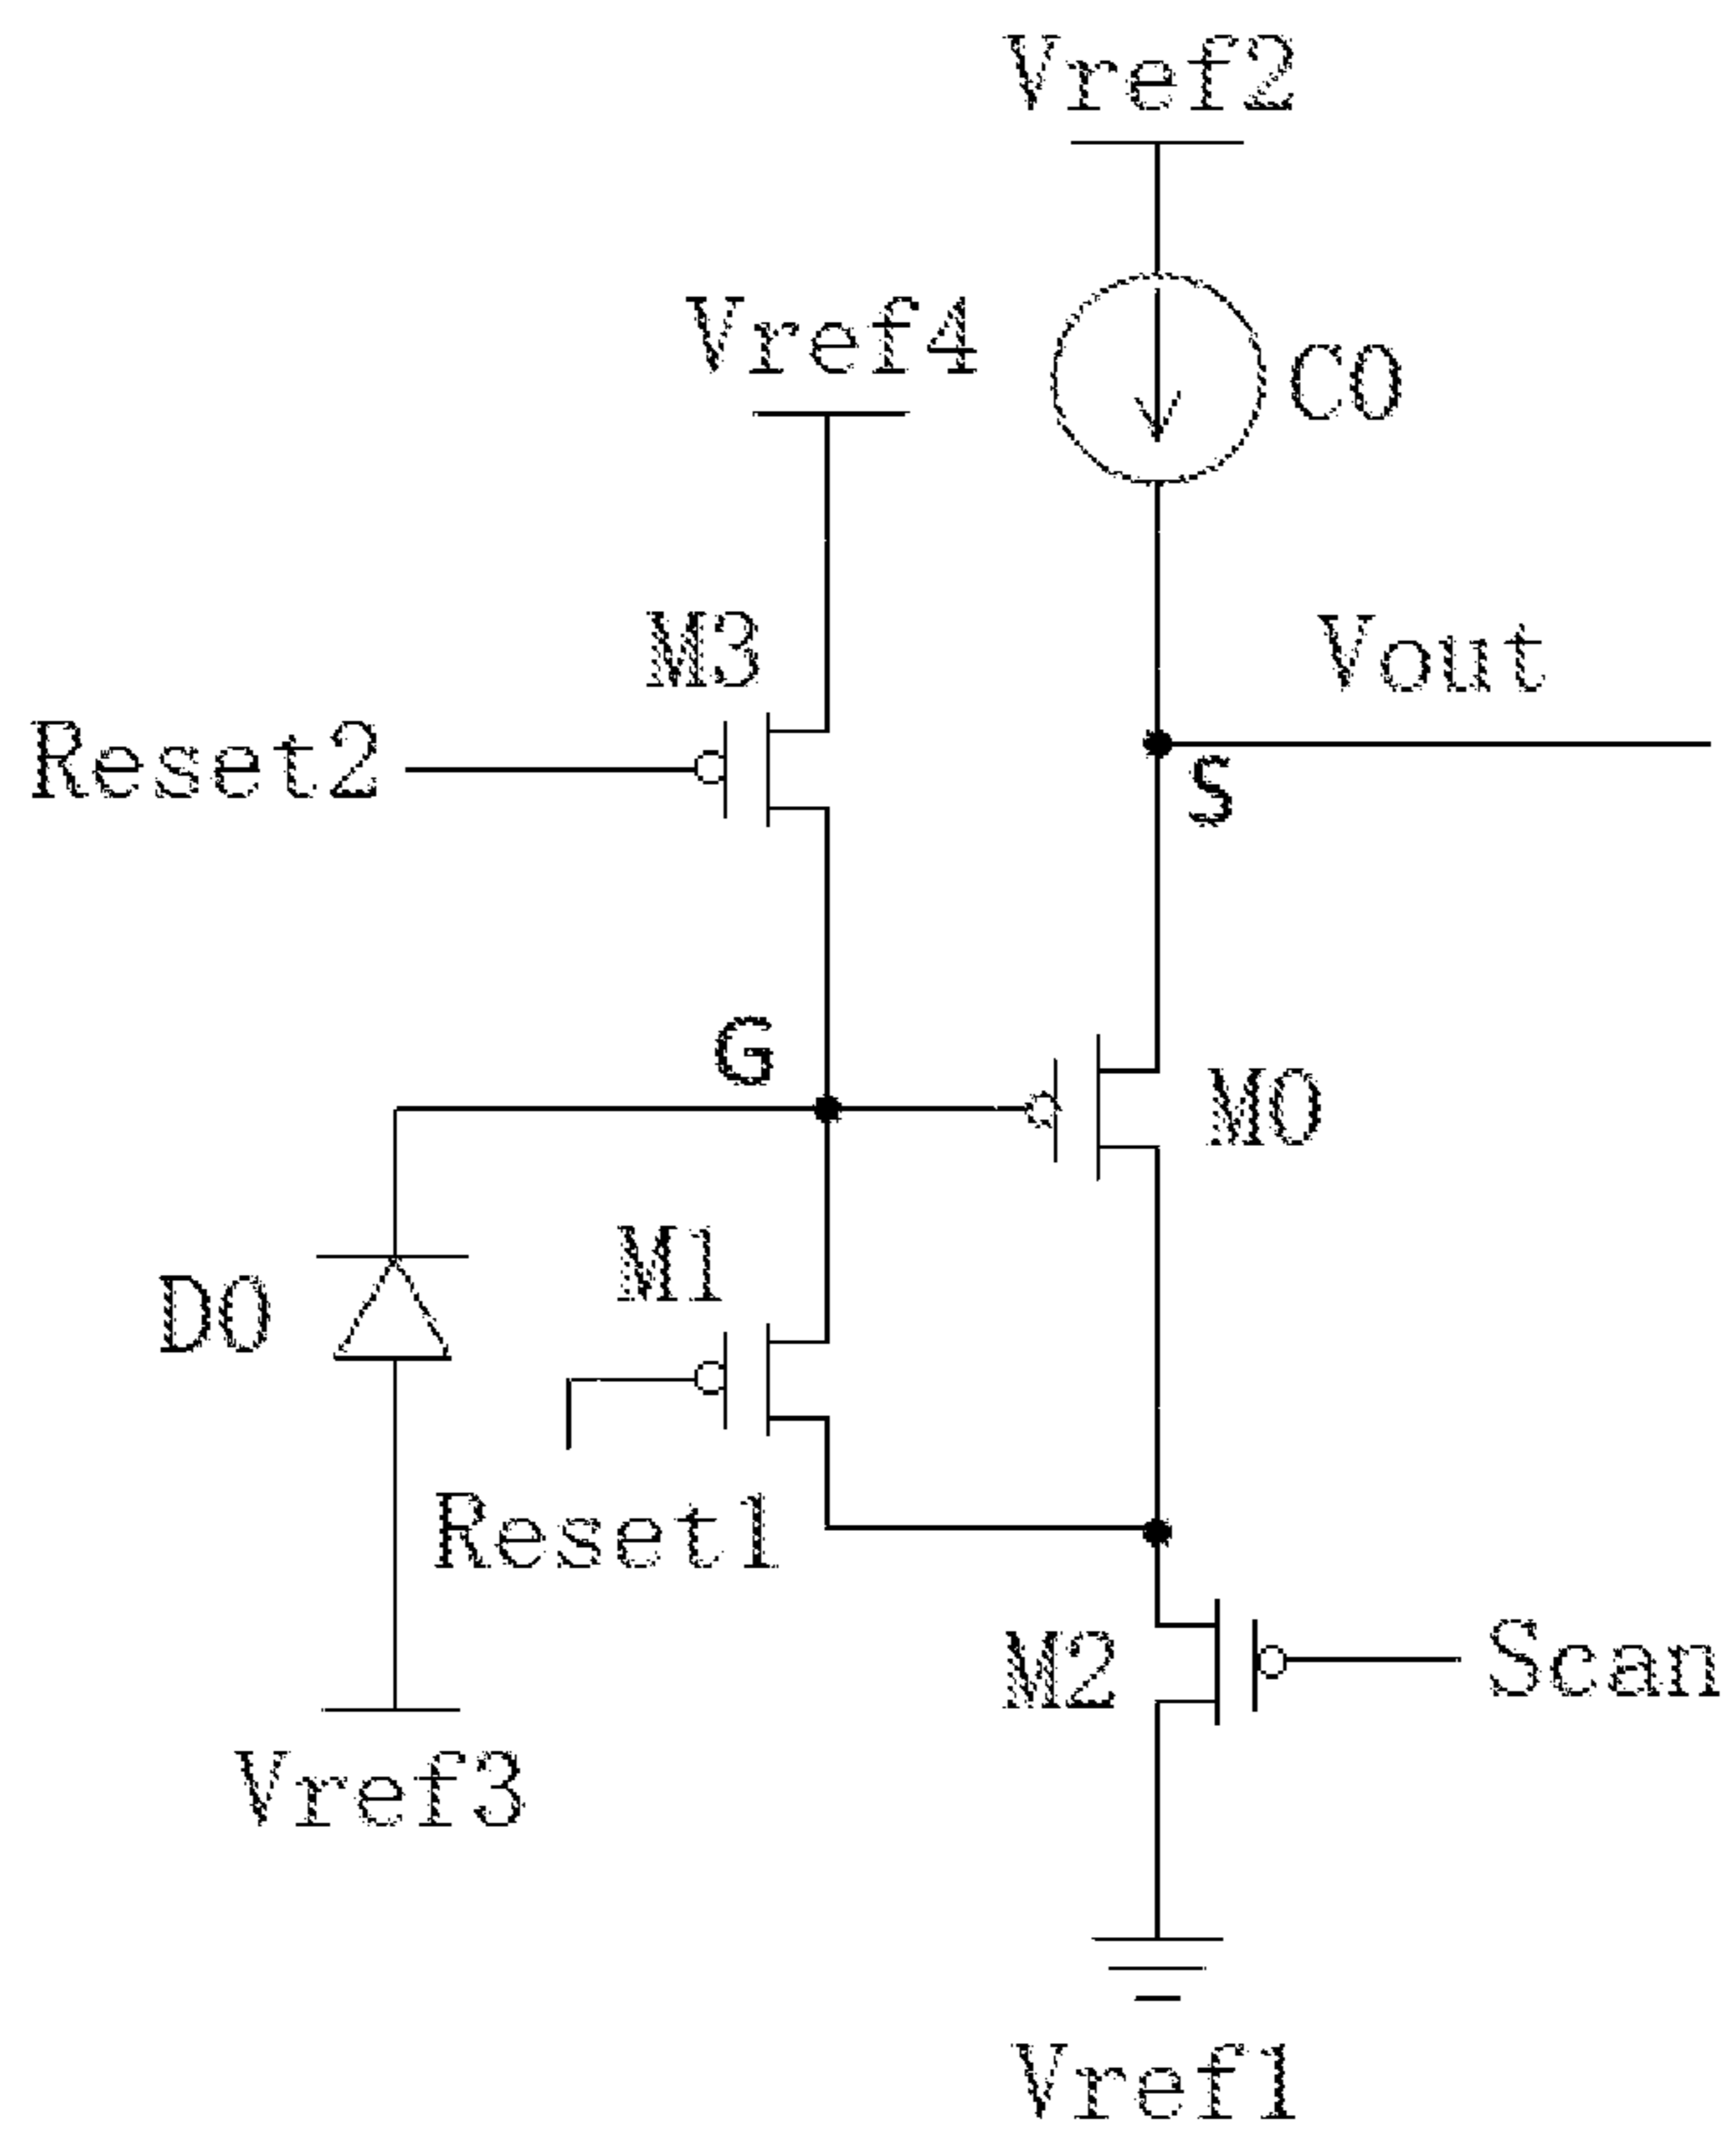 Vref2
Vref4
C0
M3
Vout
Reset2
S
G
M0
M1
D0
Reset1
M2
Scan
Vref3
Vref1